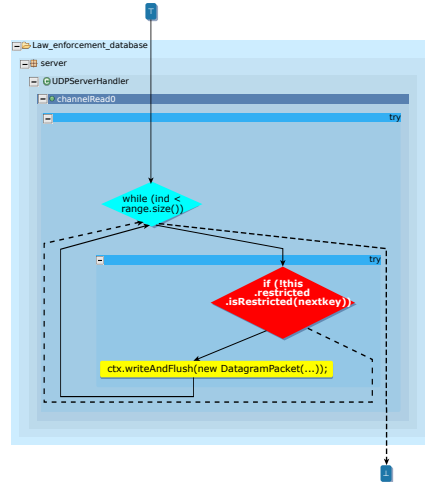 ⊤
Law_enforcement_database
server
UDPServerHandler
channelRead0
try
while (ind <
range.size())
try
if (!this
.restricted
.isRestricted(nextkey))
ctx.writeAndFlush(new DatagramPacket(...));
⊥